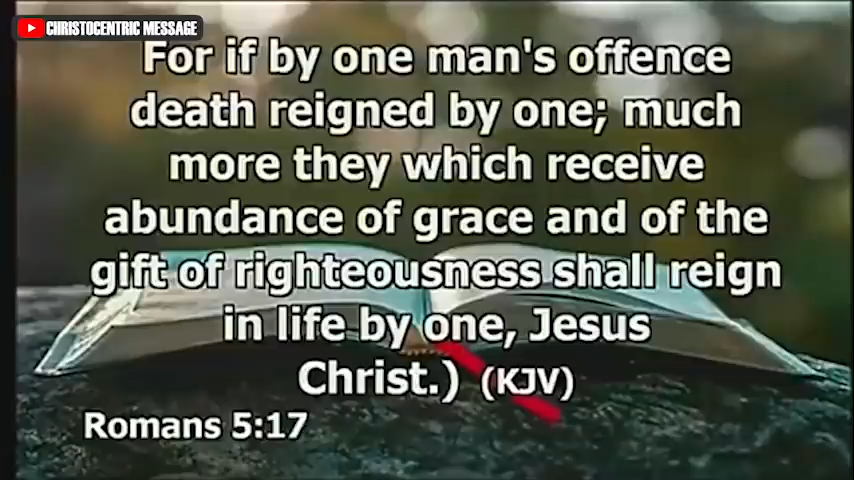 CHRISTOCENTRIC MESSAGE
For if by one man's offence
death reigned by one; much
more they which receive
abundance of grace and of the
gift of righteousness shall reign
in life by one, Jesus
Christ.) (KJV)
Romans 5:17